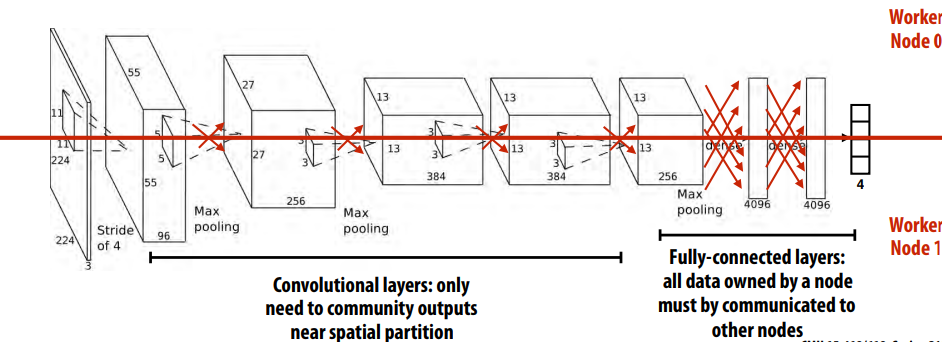 Worker
Node 0
55
27
13
13
13
11
11
224
5
5
3
3
3
3
3
3
dense
dense
27
13
13
13
55
384
384
256
4
256
Max
pooling
4096
4096
Max
pooling
Max
pooling
96
224
Stride
of 4
3
Worker
Node 1
Convolutional layers: only
need to community outputs
near spatial partition
Fully-connected layers:
all data owned by a node
must by communicated to
other nodes